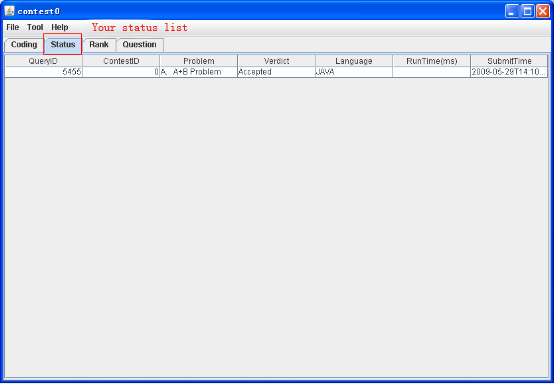 contest0
File Tool Help Your status list
Coding Status Rank Question
QueryID ContestID Problem Verdict Language RunTime(ms) SubmitTime
5455 0 A. A+B Problem Accepted JAVA 2009-05-29T14:10...